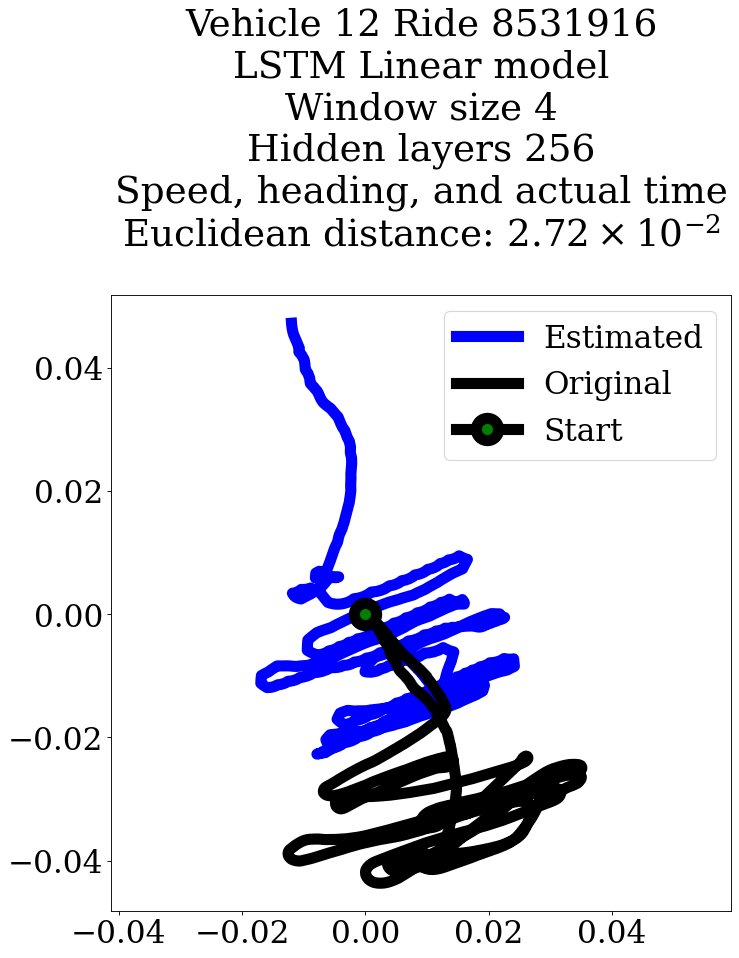 Vehicle 12 Ride 8531916
LSTM Linear model
Window size 4
Hidden layers 256
Speed, heading, and actual time
Euclidean distance: 2.72 × 10⁻²
Estimated
Original
Start
0.04
0.02
0.00
−0.02
−0.04
−0.04 −0.02 0.00 0.02 0.04